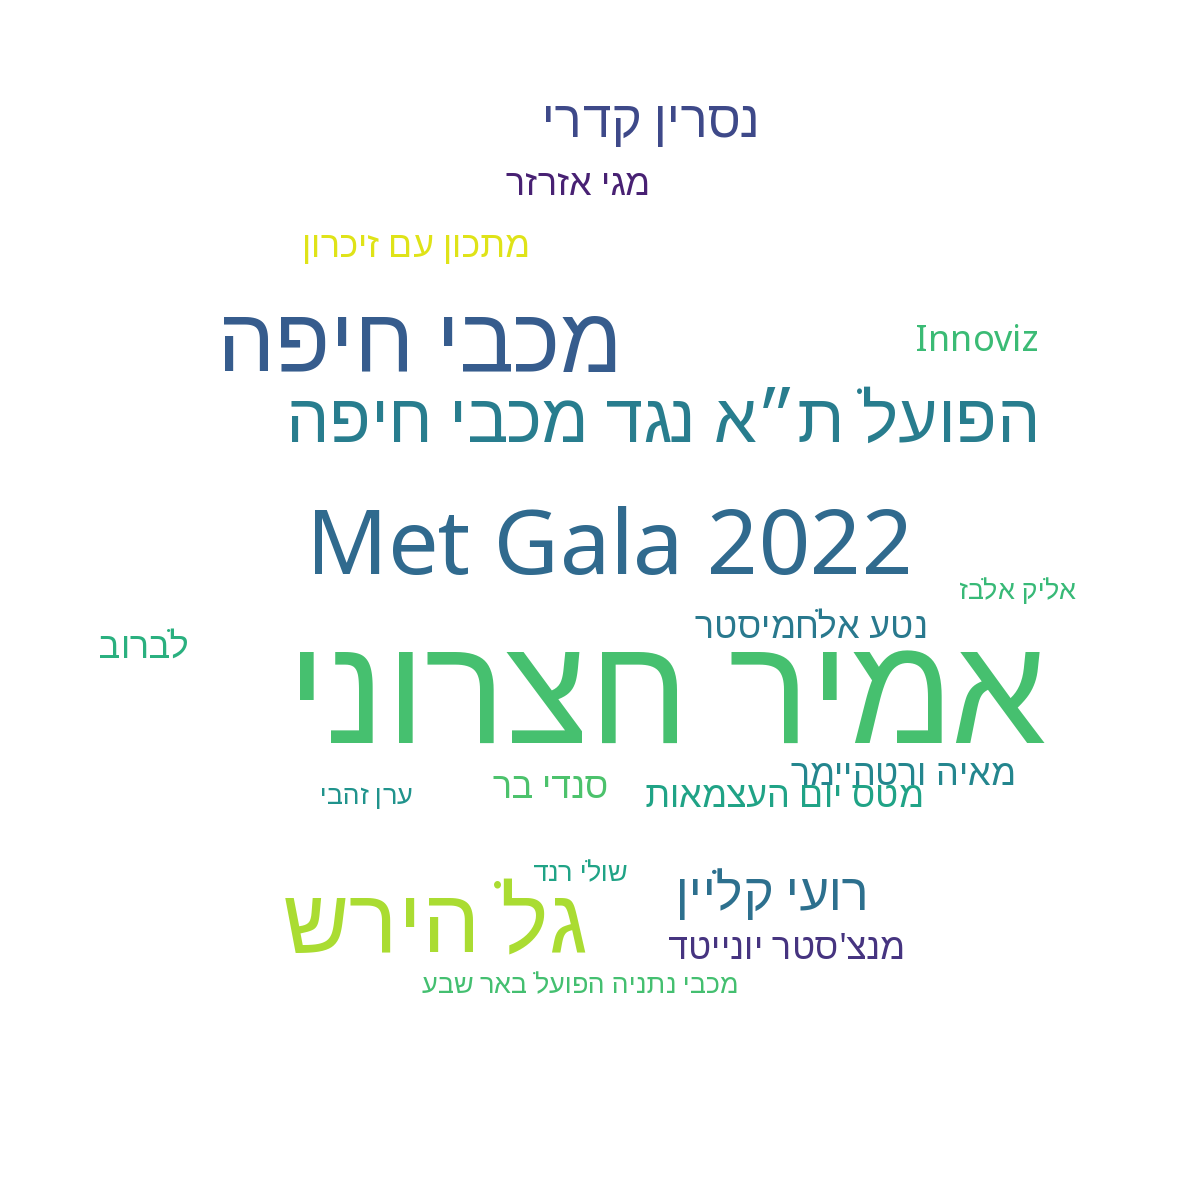 נסרין קדרי
מגי אזרזר
מתכון עם זיכרון
מכבי חיפה
Innoviz
הפועל ת״א נגד מכבי חיפה
Met Gala 2022
אליק אלבז
נטע אלחמיסטר
לברוב
אמיר חצרוני
מאיה ורטהיימר
סנדי בר
מטס יום העצמאות
ערן זהבי
שולי רנד
רועי קליין
גל הירש
מנצ'סטר יונייטד
מכבי נתניה הפועל באר שבע